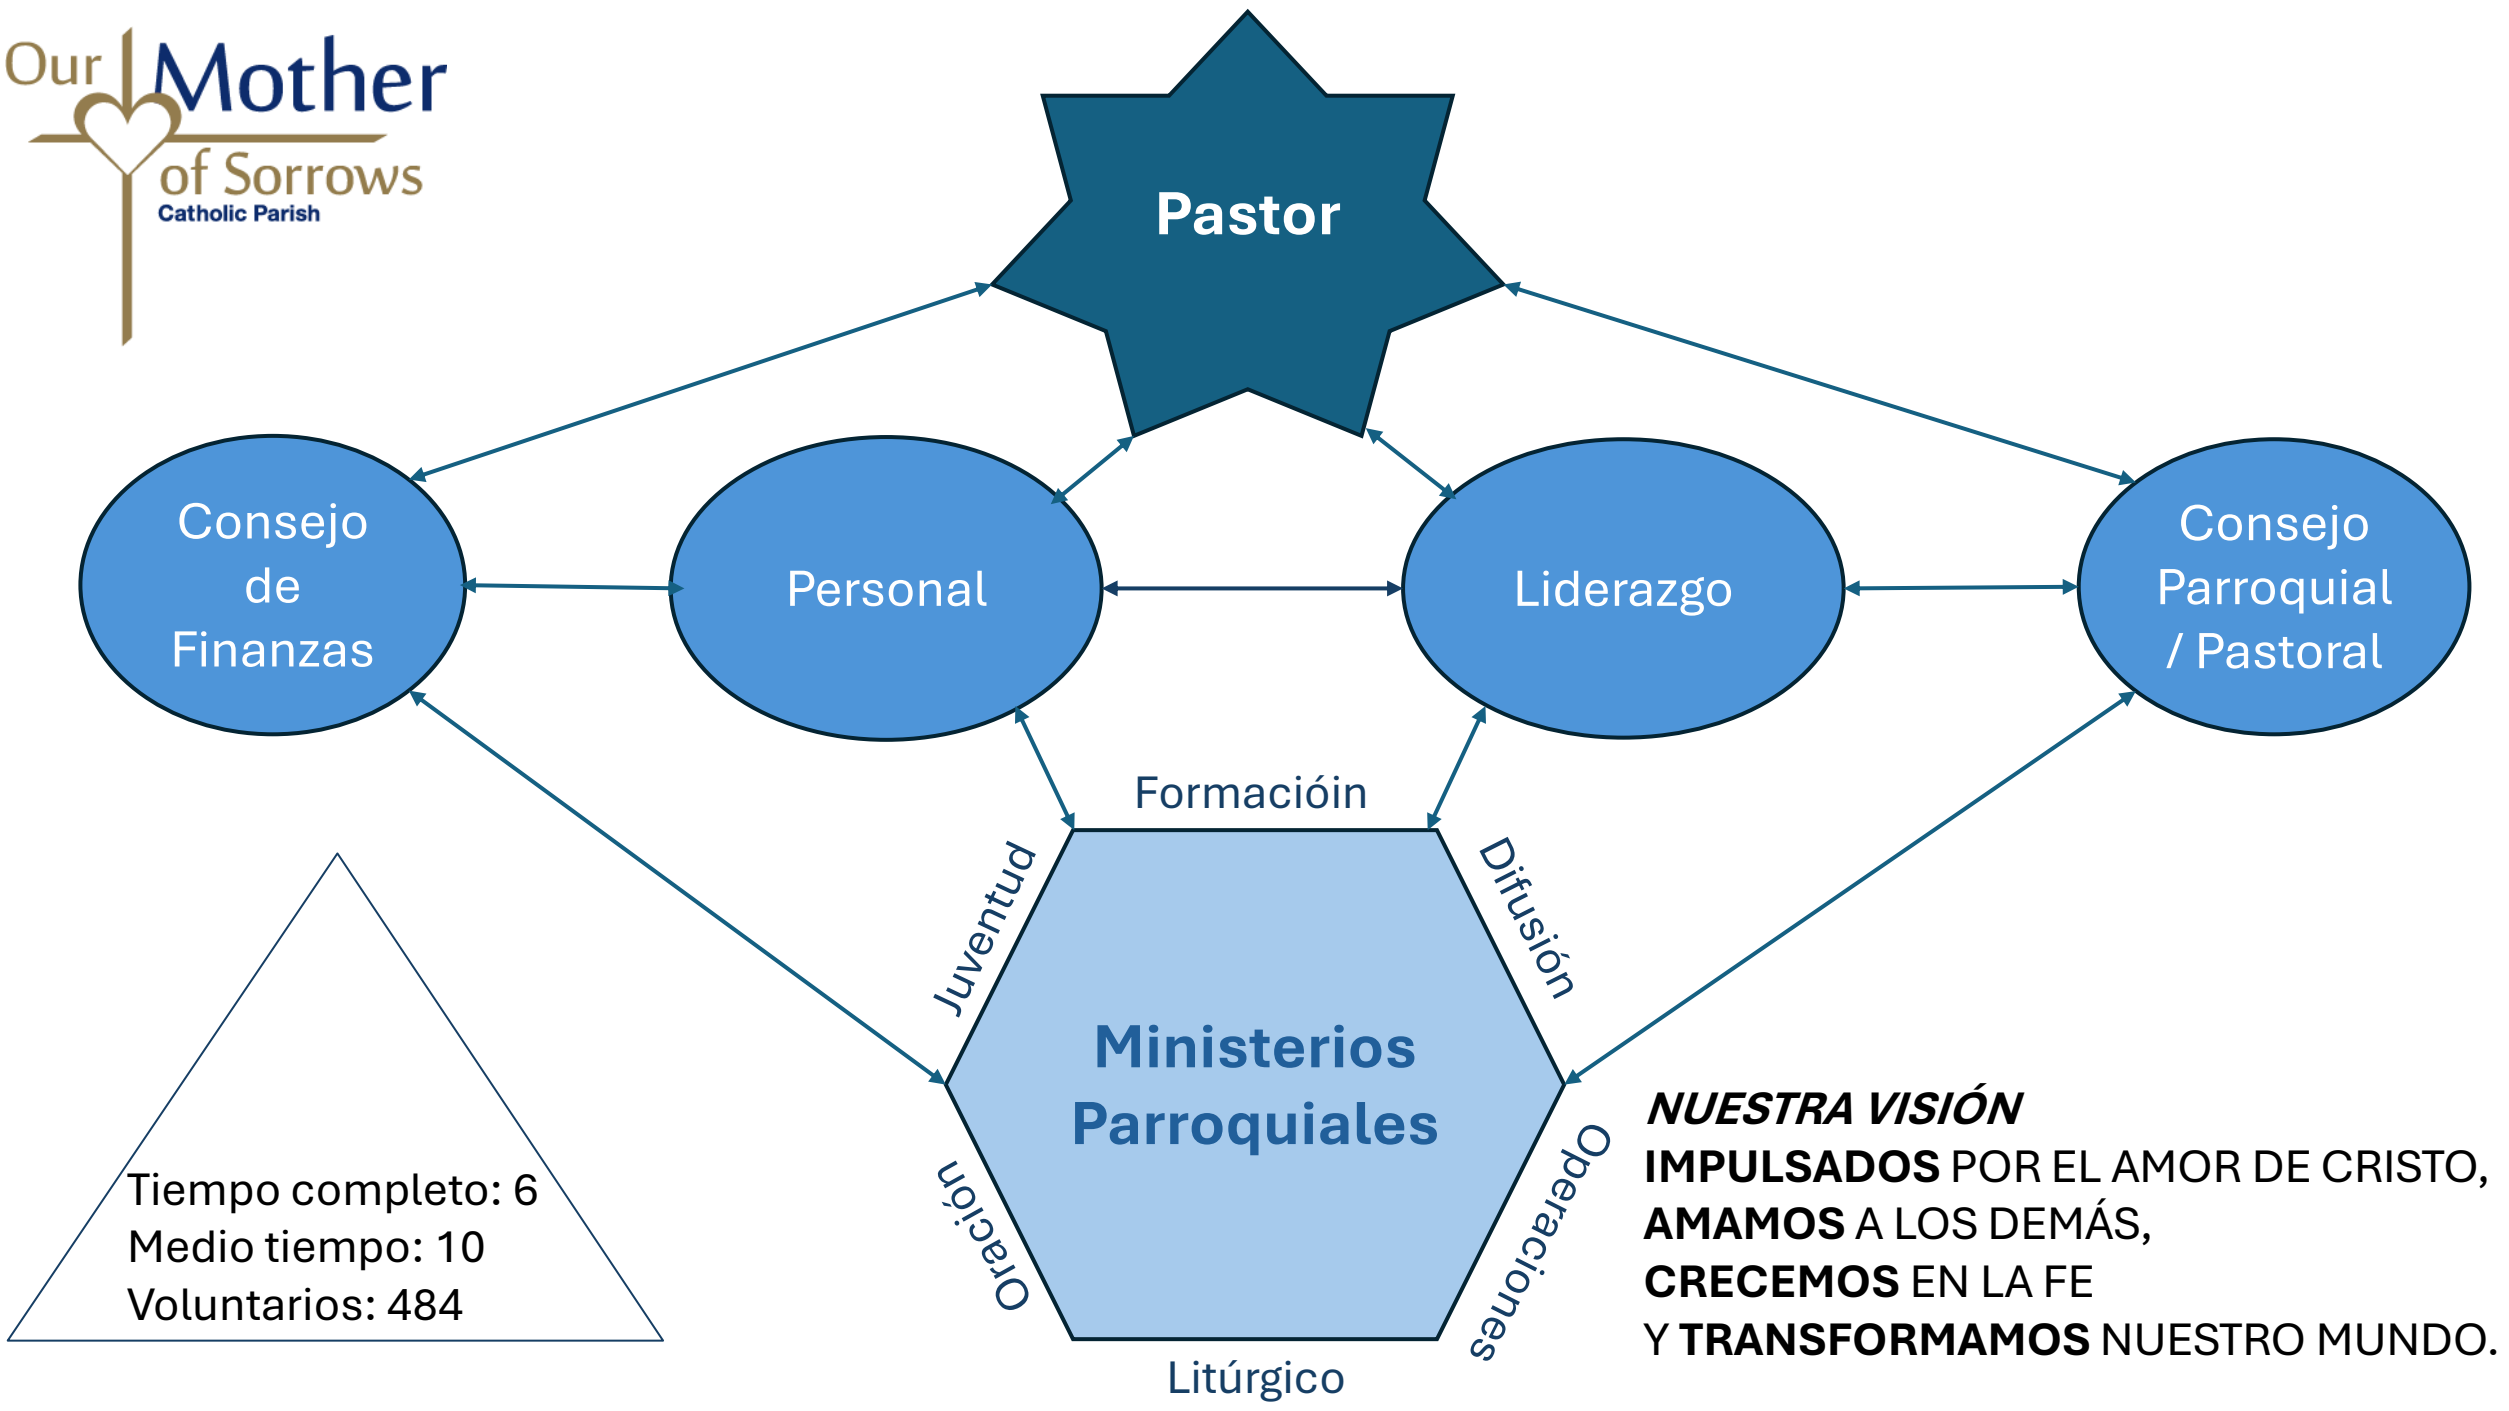 Our Mother
of Sorrows
Catholic Parish
Pastor
Consejo
de
Finanzas
Personal
Liderazgo
Consejo
Parroquial
/ Pastoral
Formacióin
Juventud
Difusión
Ministerios
Parroquiales
Oración
Operaciones
Litúrgico
Tiempo completo: 6
Medio tiempo: 10
Voluntarios: 484
NUESTRA VISIÓN
IMPULSADOS POR EL AMOR DE CRISTO,
AMAMOS A LOS DEMÁS,
CRECEMOS EN LA FE
Y TRANSFORMAMOS NUESTRO MUNDO.